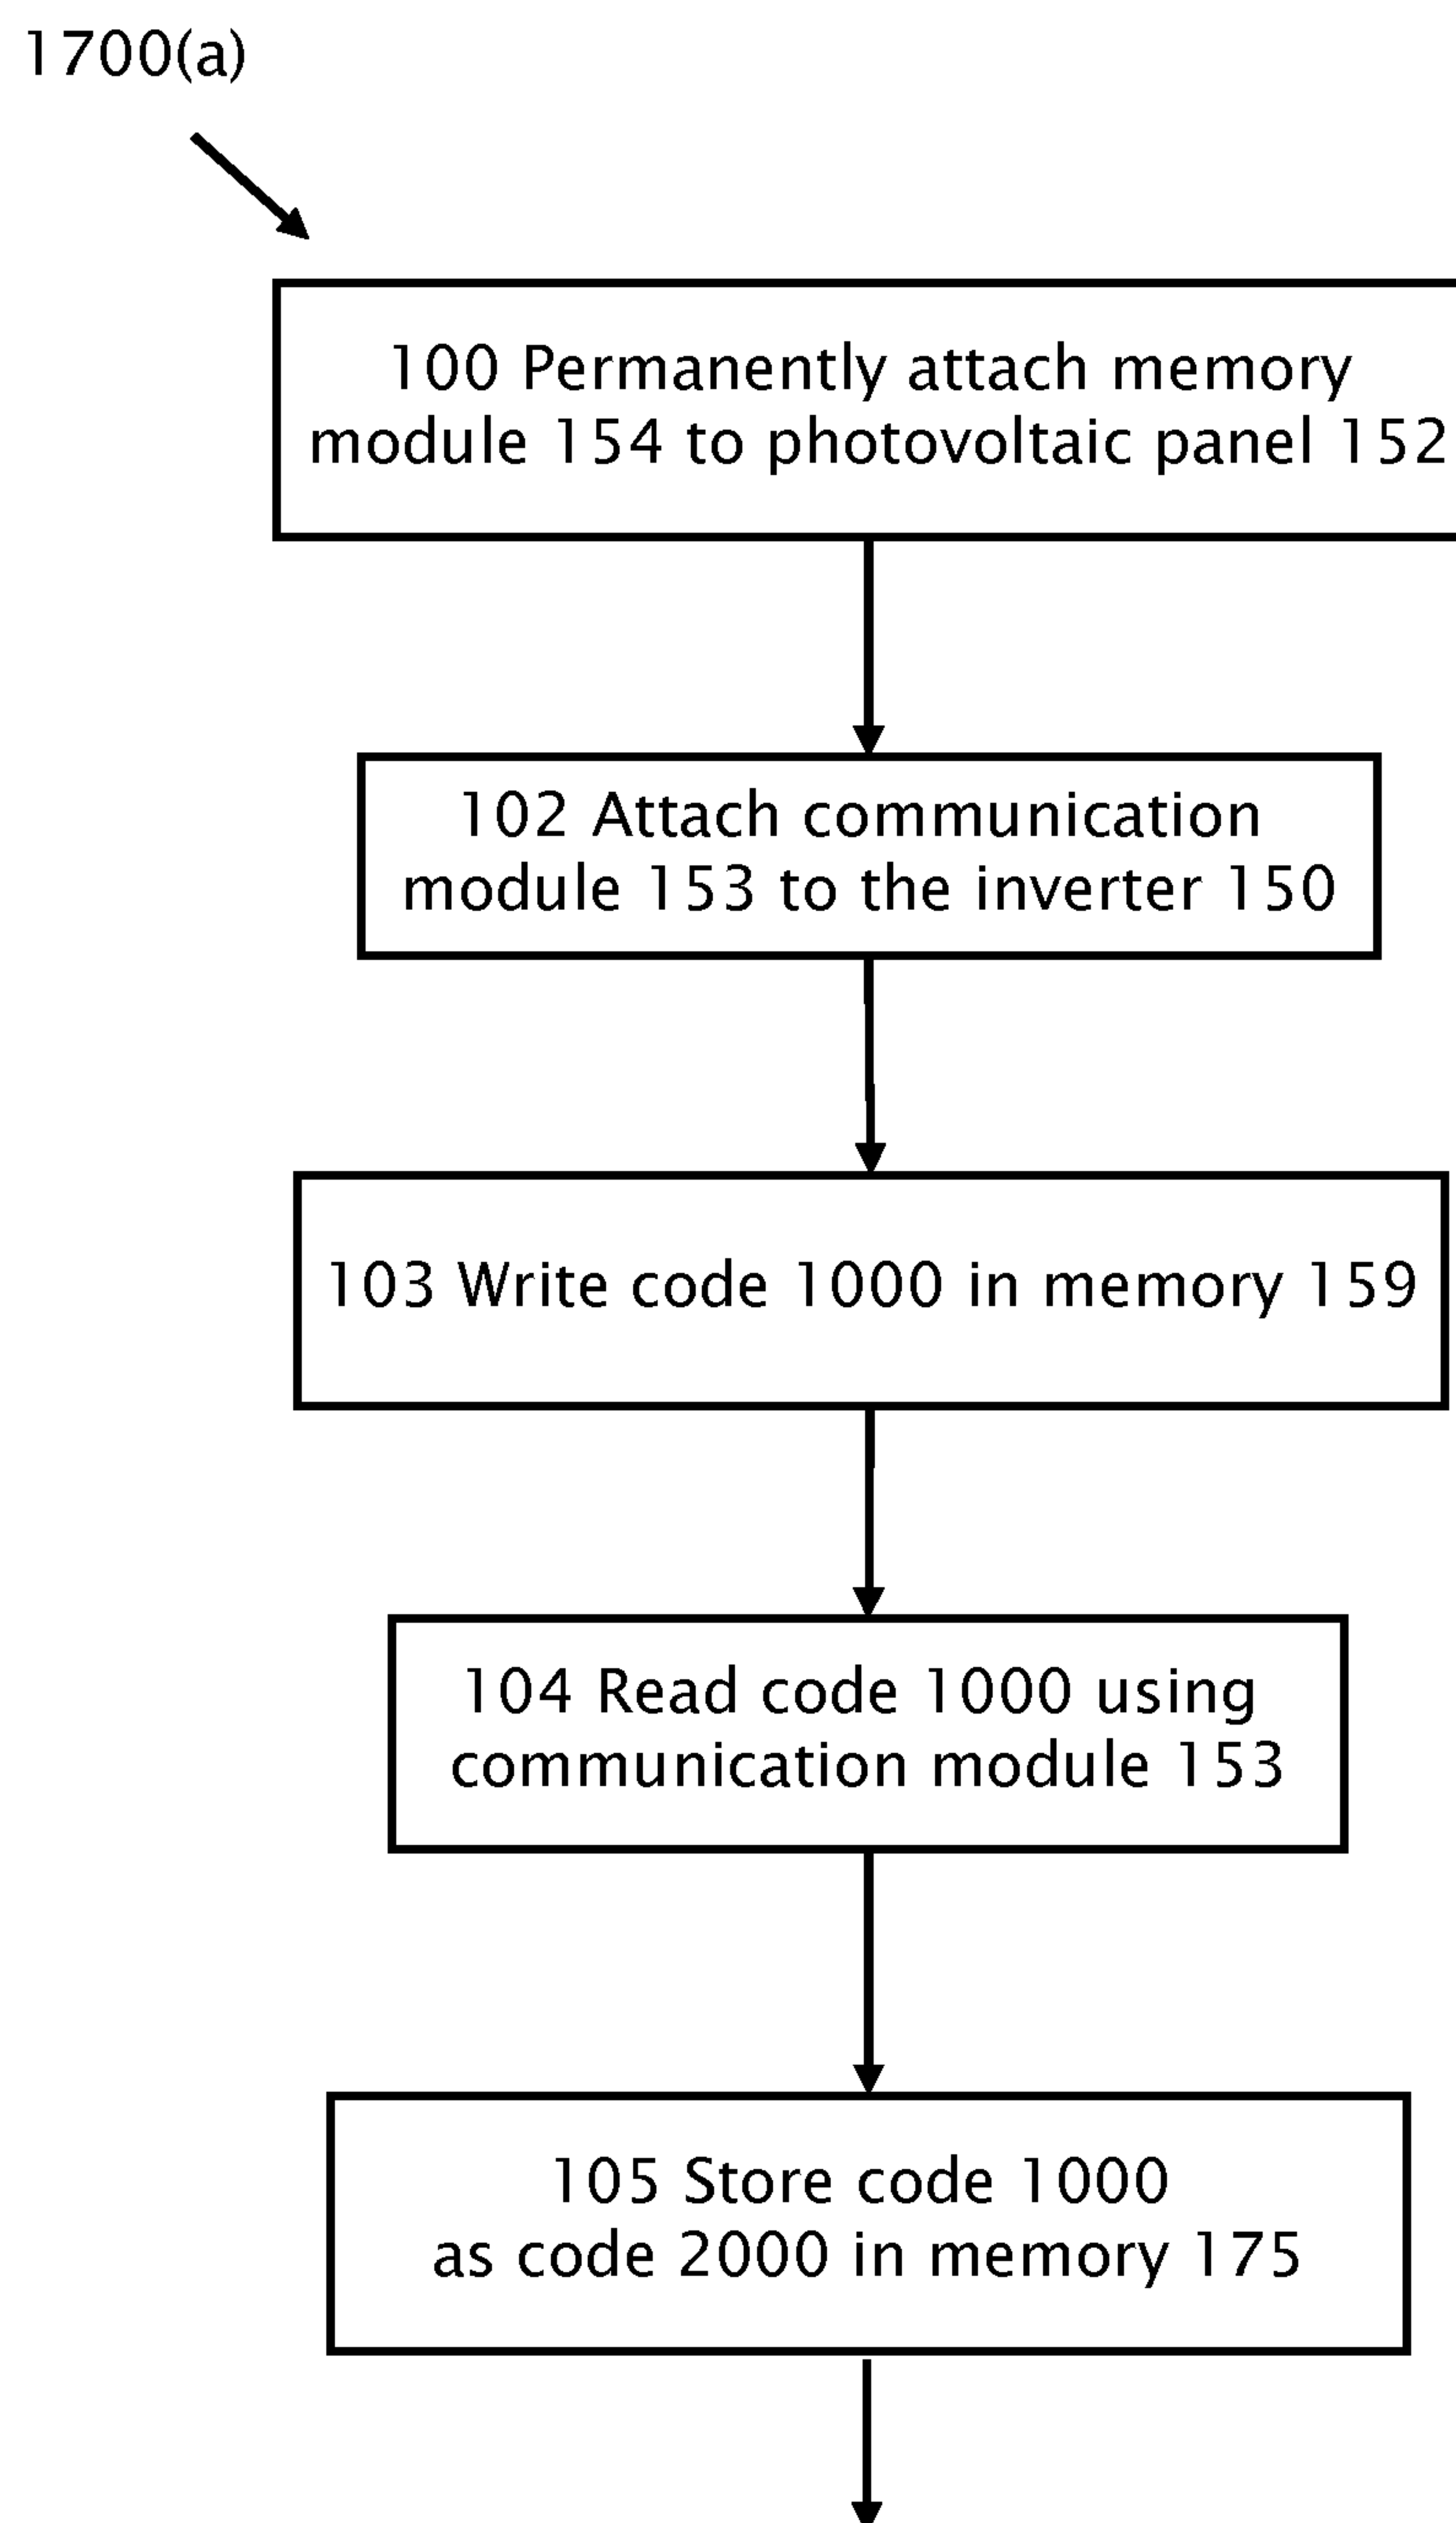 1700(a)
100 Permanently attach memory
module 154 to photovoltaic panel 152
102 Attach communication
module 153 to the inverter 150
103 Write code 1000 in memory 159
104 Read code 1000 using
communication module 153
105 Store code 1000
as code 2000 in memory 175